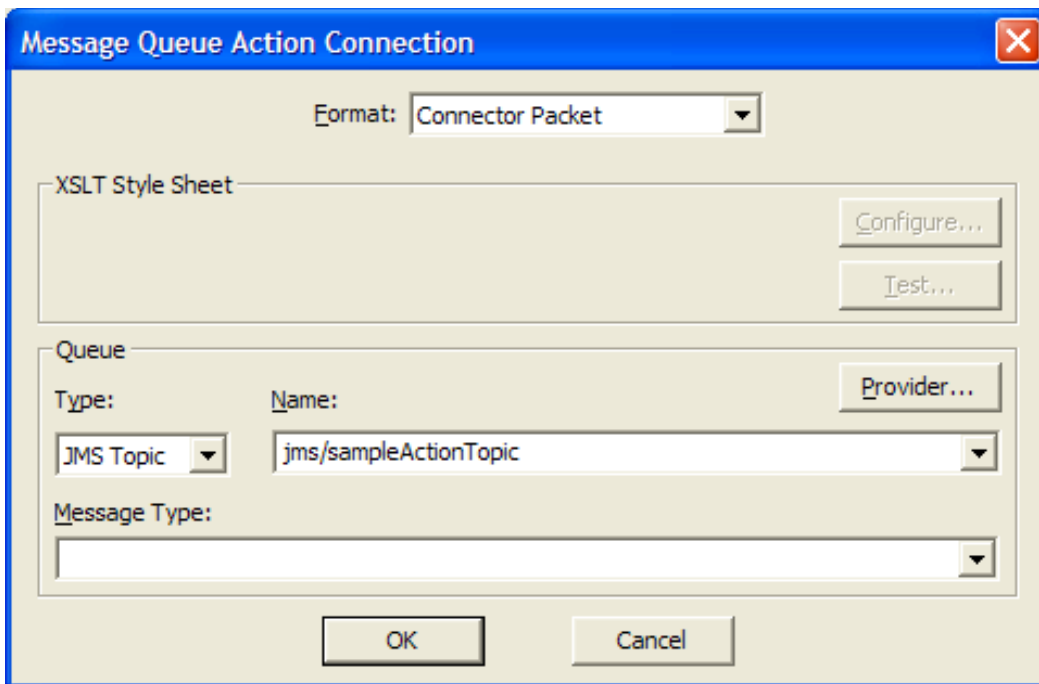 Message Queue Action Connection
Format: Connector Packet
XSLT Style Sheet
Configure...
Test...
Queue
Provider...
Type: Name:
JMS Topic jms/sampleActionTopic
Message Type:
OK Cancel